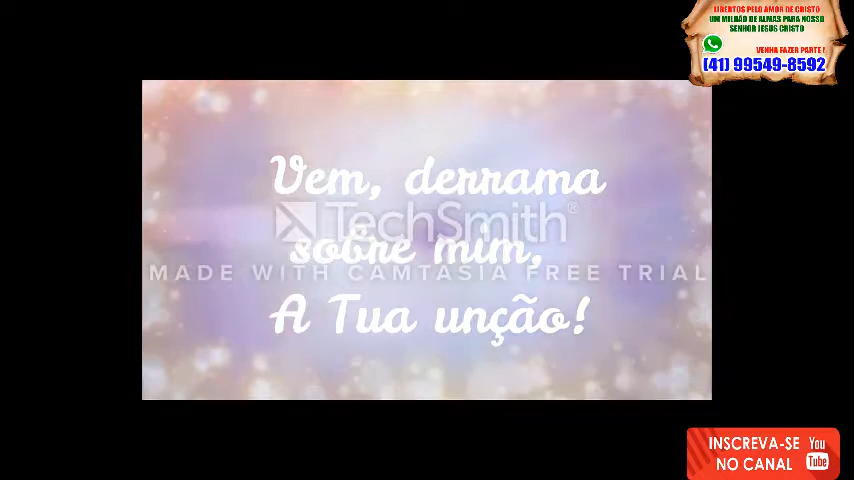 LIBERTOS PELO AMOR DE CRISTO
UM MILHÃO DE ALMAS PARA NOSSO
SENHOR JESUS CRISTO
VENHA FAZER PARTE !
(41) 99549-8592
Vem, derrama
TechSmith®
sobre mim,
MADE WITH CAMTASIA FREE TRIAL
A Tua unção!
INSCREVA-SE
NO CANAL
You
Tube